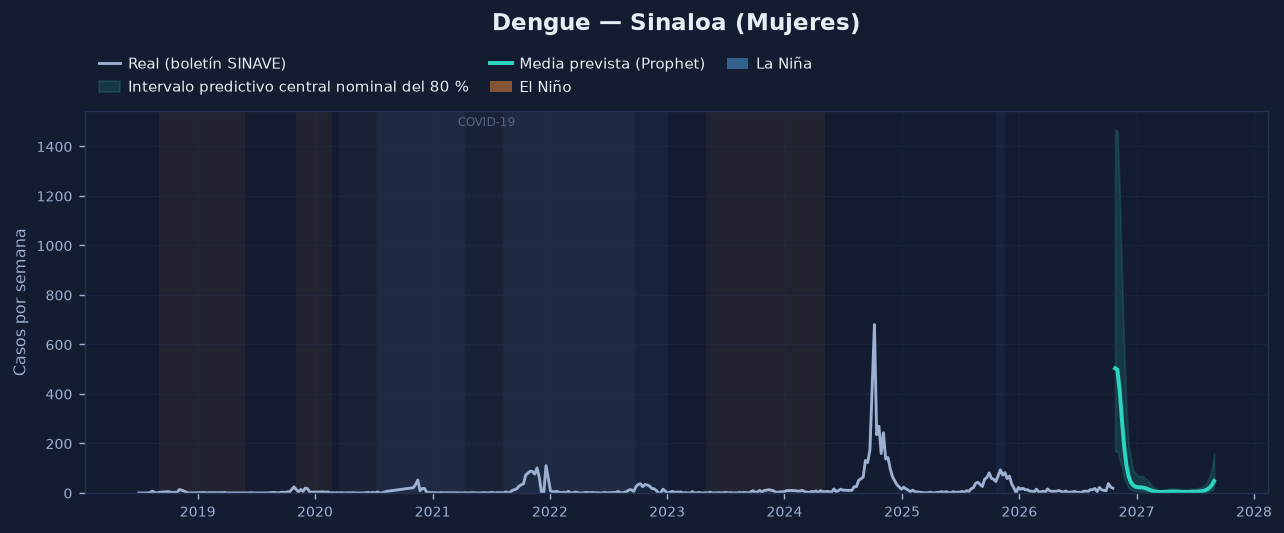 Dengue — Sinaloa (Mujeres)
Real (boletín SINAVE)
Media prevista (Prophet)
La Niña
Intervalo predictivo central nominal del 80 %
El Niño
COVID-19
Casos por semana
1400
1200
1000
800
600
400
200
0
2019 2020 2021 2022 2023 2024 2025 2026 2027 2028